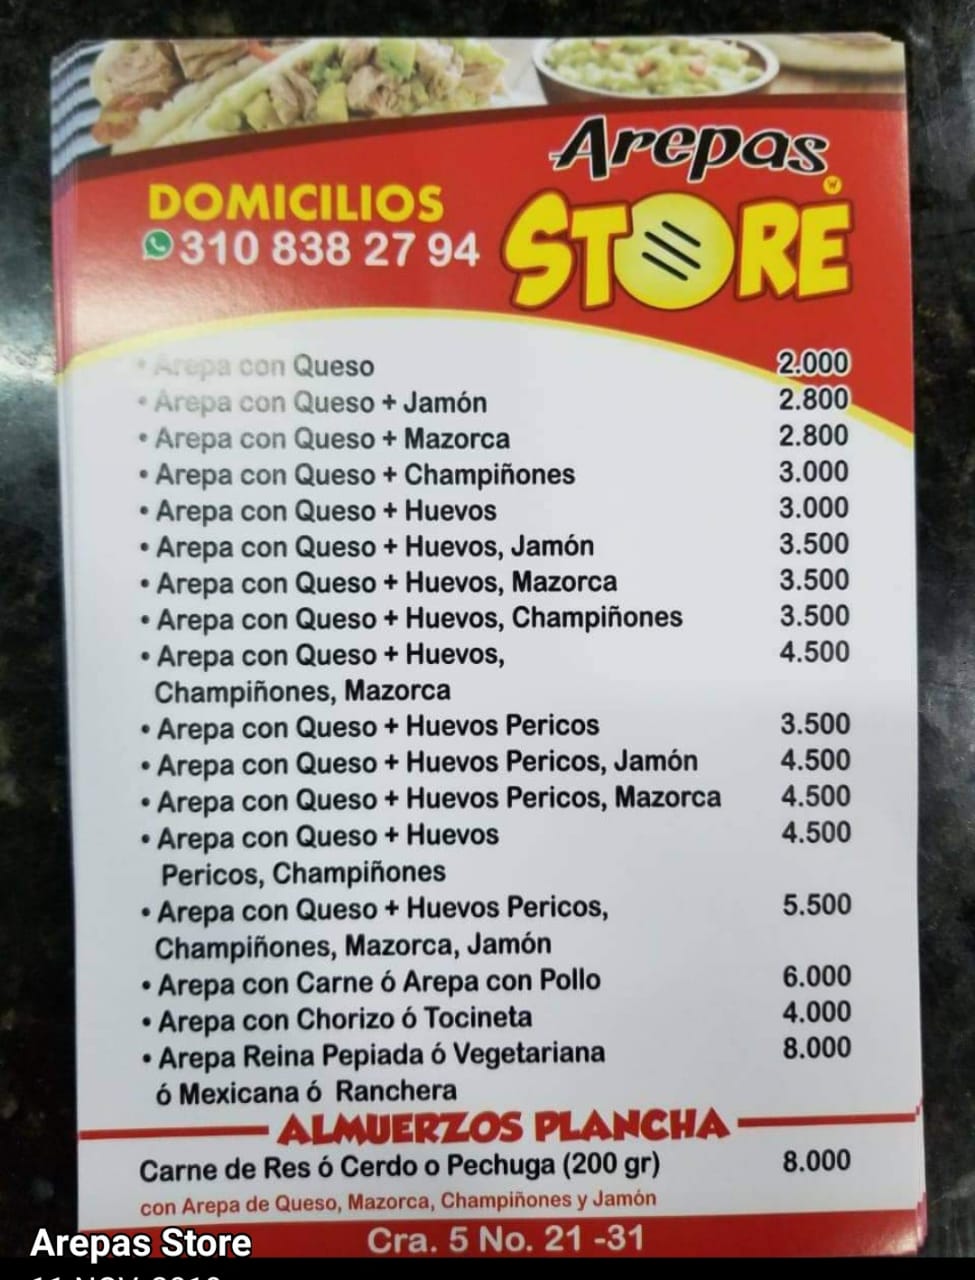 Arepas
STORE
DOMICILIOS
310 838 27 94
• Arepa con Queso 2.000
• Arepa con Queso + Jamón 2.800
• Arepa con Queso + Mazorca 2.800
• Arepa con Queso + Champiñones 3.000
• Arepa con Queso + Huevos 3.000
• Arepa con Queso + Huevos, Jamón 3.500
• Arepa con Queso + Huevos, Mazorca 3.500
• Arepa con Queso + Huevos, Champiñones 3.500
• Arepa con Queso + Huevos, 4.500
Champiñones, Mazorca
• Arepa con Queso + Huevos Pericos 3.500
• Arepa con Queso + Huevos Pericos, Jamón 4.500
• Arepa con Queso + Huevos Pericos, Mazorca 4.500
• Arepa con Queso + Huevos 4.500
Pericos, Champiñones
• Arepa con Queso + Huevos Pericos, 5.500
Champiñones, Mazorca, Jamón
• Arepa con Carne ó Arepa con Pollo 6.000
• Arepa con Chorizo ó Tocineta 4.000
• Arepa Reina Pepiada ó Vegetariana 8.000
ó Mexicana ó Ranchera
ALMUERZOS PLANCHA
Carne de Res ó Cerdo o Pechuga (200 gr) 8.000
con Arepa de Queso, Mazorca, Champiñones y Jamón
Cra. 5 No. 21 -31
Arepas Store